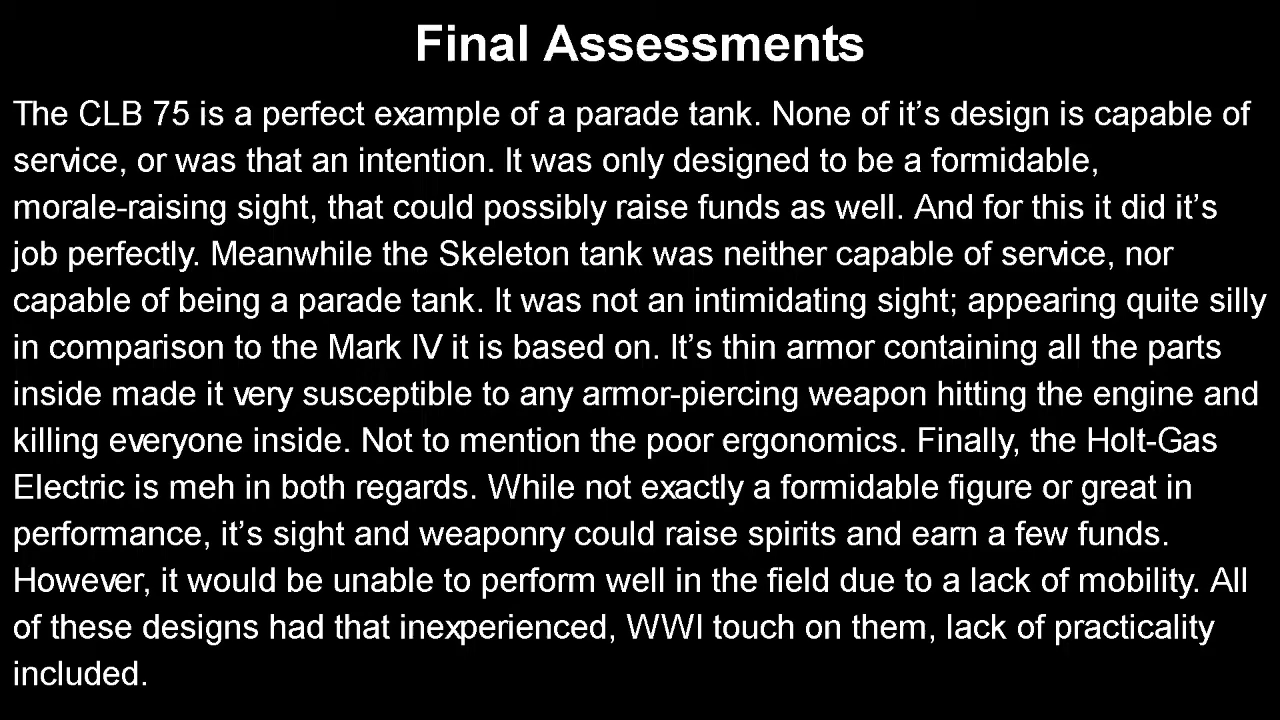 Final Assessments
The CLB 75 is a perfect example of a parade tank. None of it’s design is capable of
service, or was that an intention. It was only designed to be a formidable,
morale-raising sight, that could possibly raise funds as well. And for this it did it’s
job perfectly. Meanwhile the Skeleton tank was neither capable of service, nor
capable of being a parade tank. It was not an intimidating sight; appearing quite silly
in comparison to the Mark IV it is based on. It’s thin armor containing all the parts
inside made it very susceptible to any armor-piercing weapon hitting the engine and
killing everyone inside. Not to mention the poor ergonomics. Finally, the Holt-Gas
Electric is meh in both regards. While not exactly a formidable figure or great in
performance, it’s sight and weaponry could raise spirits and earn a few funds.
However, it would be unable to perform well in the field due to a lack of mobility. All
of these designs had that inexperienced, WWI touch on them, lack of practicality
included.